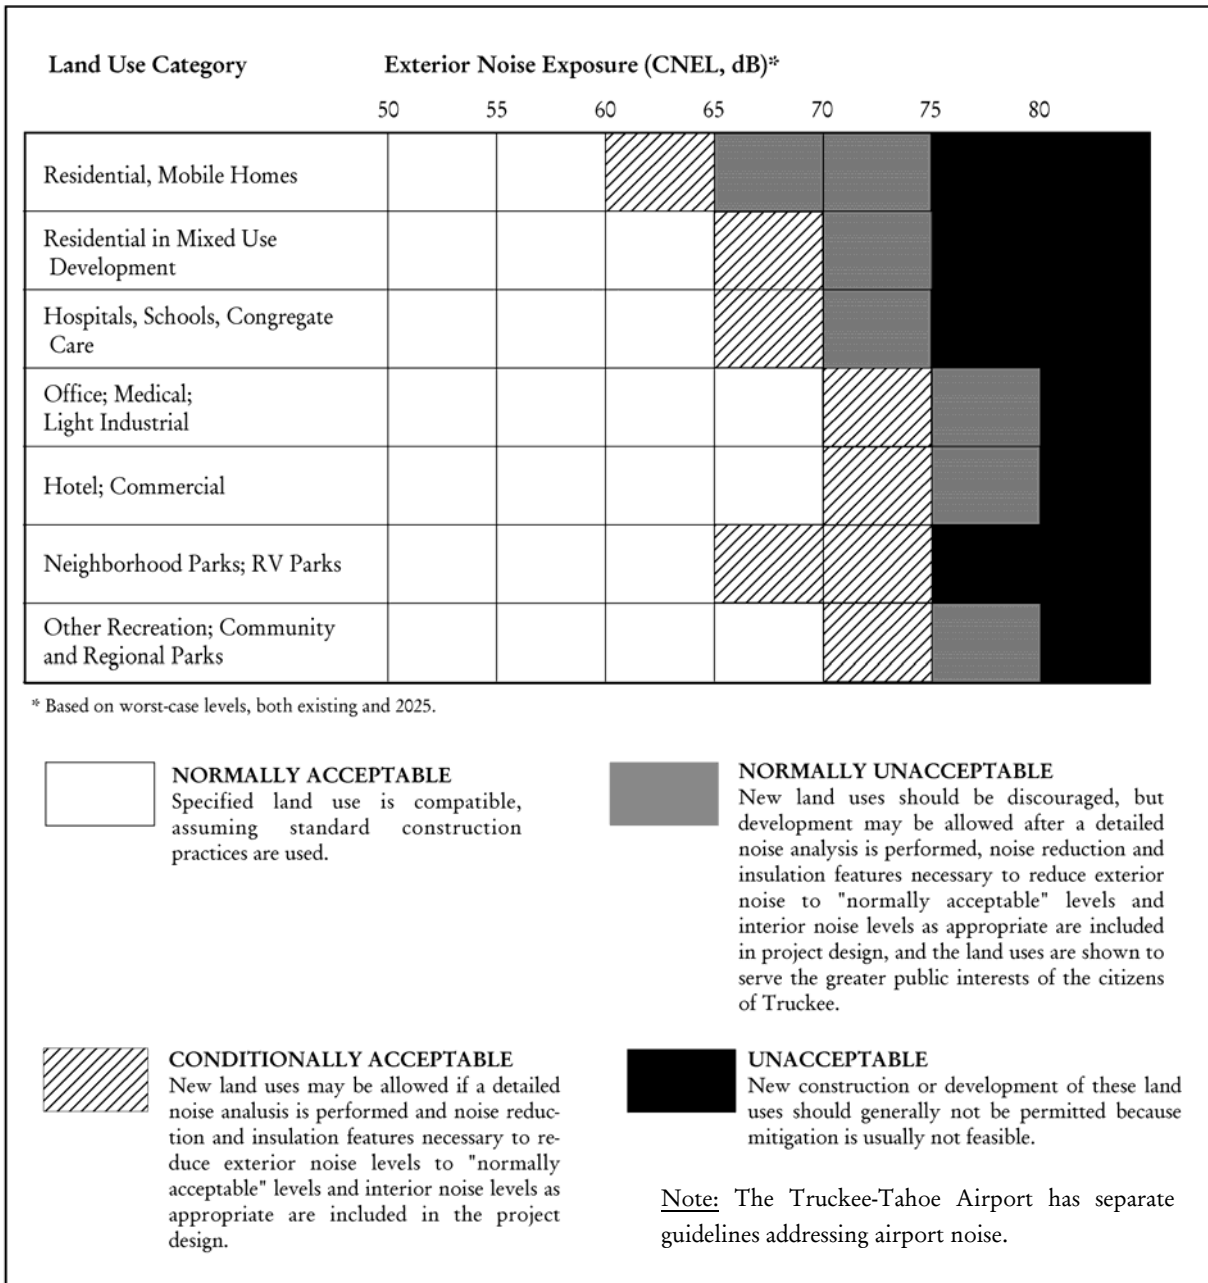 Land Use Category Exterior Noise Exposure (CNEL, dB)*
50 55 60 65 70 75 80
Residential, Mobile Homes
Residential in Mixed Use
Development
Hospitals, Schools, Congregate
Care
Office; Medical;
Light Industrial
Hotel; Commercial
Neighborhood Parks; RV Parks
Other Recreation; Community
and Regional Parks
* Based on worst-case levels, both existing and 2025.
NORMALLY ACCEPTABLE
Specified land use is compatible,
assuming standard construction
practices are used.
NORMALLY UNACCEPTABLE
New land uses should be discouraged, but
development may be allowed after a detailed
noise analysis is performed, noise reduction and
insulation features necessary to reduce exterior
noise to "normally acceptable" levels and
interior noise levels as appropriate are included
in project design, and the land uses are shown to
serve the greater public interests of the citizens
of Truckee.
CONDITIONALLY ACCEPTABLE
New land uses may be allowed if a detailed
noise analusis is performed and noise reduc-
tion and insulation features necessary to re-
duce exterior noise levels to "normally
acceptable" levels and interior noise levels as
appropriate are included in the project
design.
UNACCEPTABLE
New construction or development of these land
uses should generally not be permitted because
mitigation is usually not feasible.
Note: The Truckee-Tahoe Airport has separate
guidelines addressing airport noise.